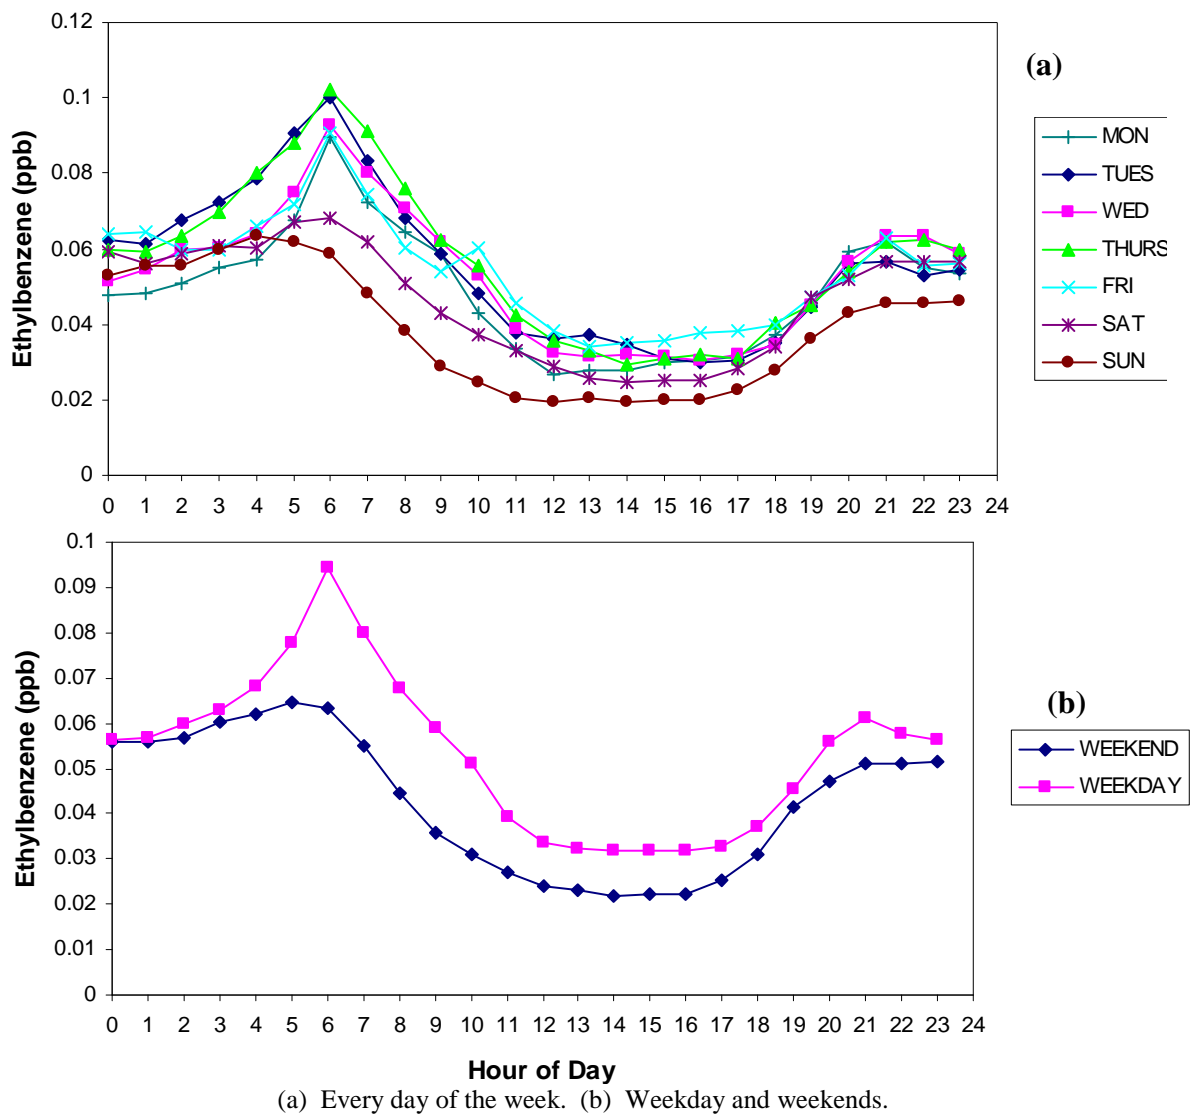 0.12
0.1
0.08
0.06
0.04
0.02
0
Ethylbenzene (ppb)
0 1 2 3 4 5 6 7 8 9 10 11 12 13 14 15 16 17 18 19 20 21 22 23 24
(a)
MON
TUES
WED
THURS
FRI
SAT
SUN
0.1
0.09
0.08
0.07
0.06
0.05
0.04
0.03
0.02
0.01
0
Ethylbenzene (ppb)
0 1 2 3 4 5 6 7 8 9 10 11 12 13 14 15 16 17 18 19 20 21 22 23 24
(b)
WEEKEND
WEEKDAY
Hour of Day
(a) Every day of the week. (b) Weekday and weekends.